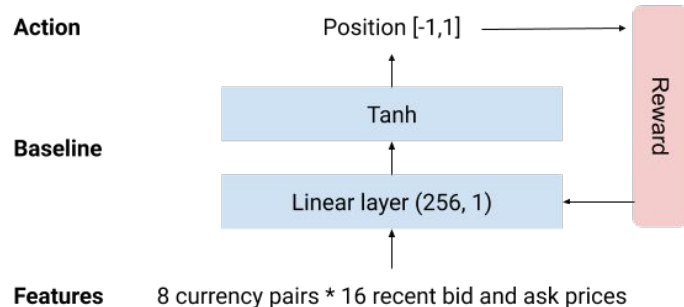 Action
Position [-1,1]
Reward
Tanh
Baseline
Linear layer (256, 1)
Features
8 currency pairs * 16 recent bid and ask prices